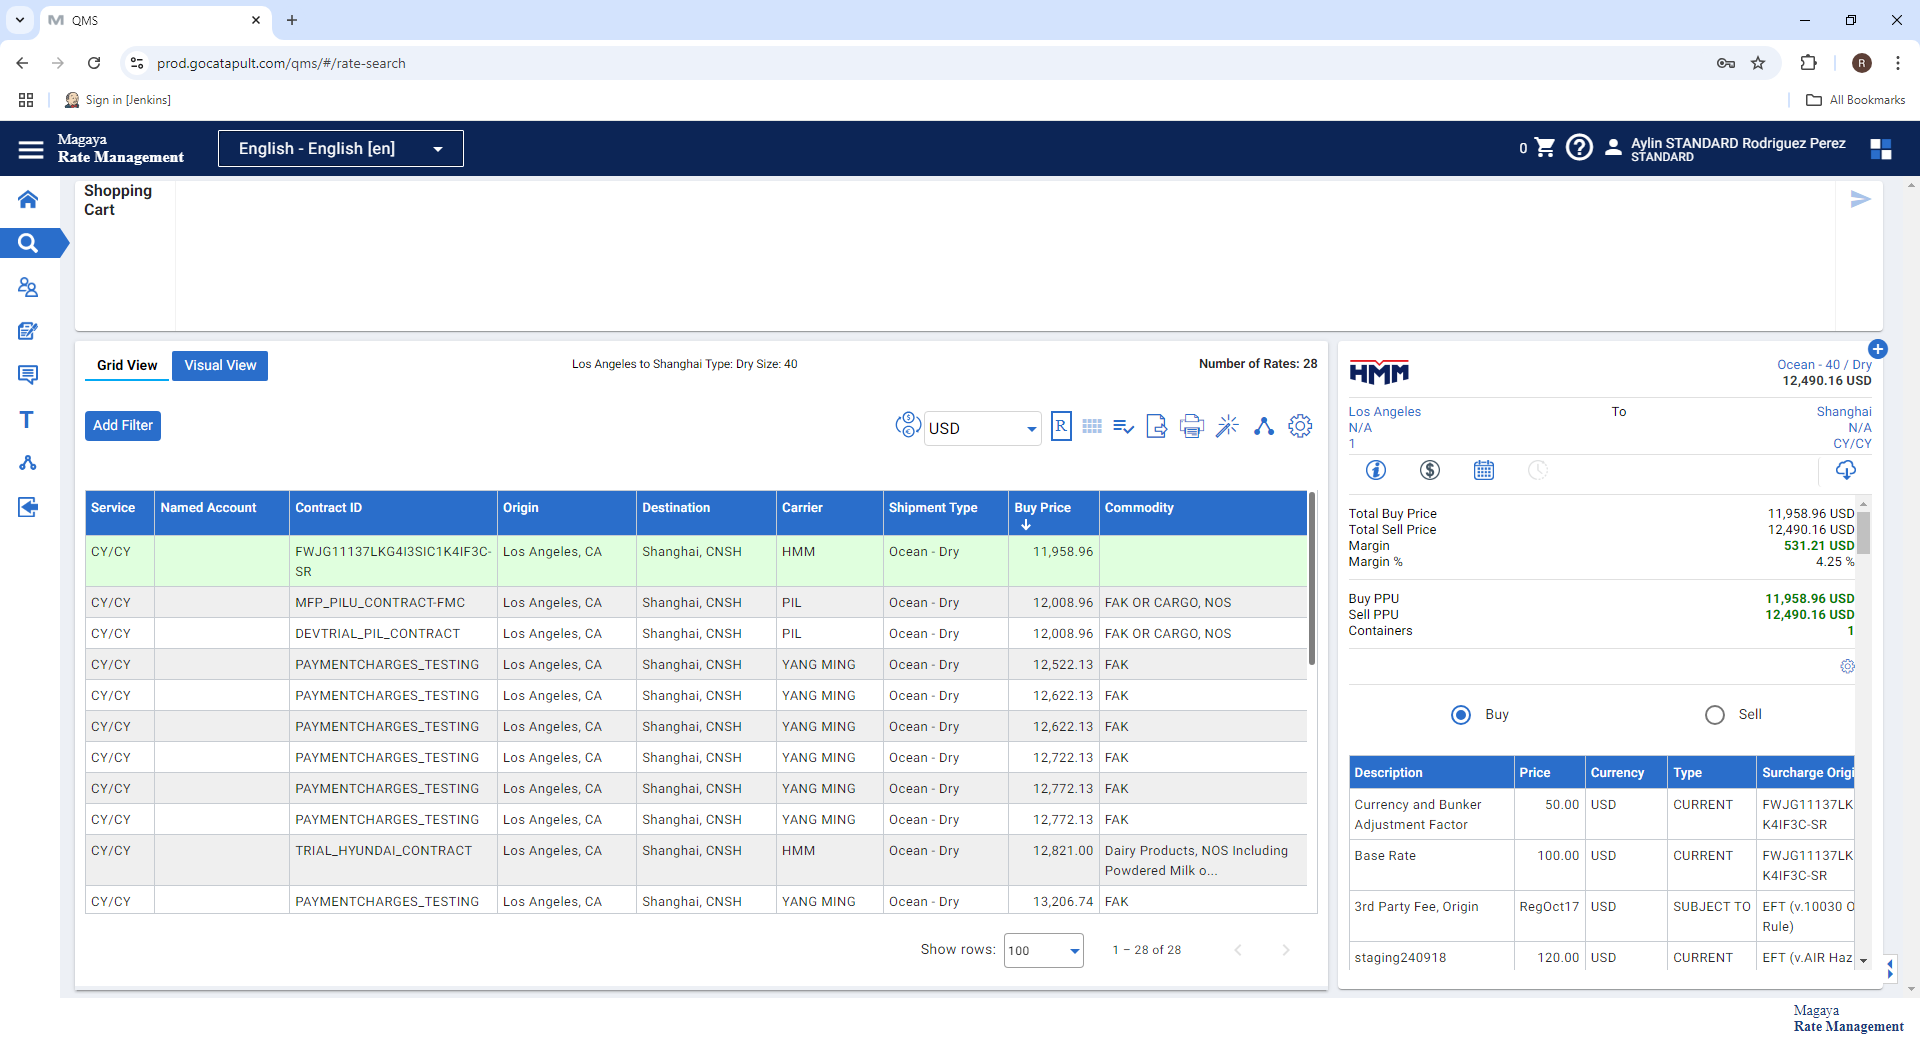 QMS
prod.gocatapult.com/qms/#/rate-search
R
Sign in [Jenkins]
All Bookmarks
Magaya
Rate Management
English - English [en]
0
Aylin STANDARD Rodriguez Perez
STANDARD
Shopping
Cart
Grid View
Visual View
Los Angeles to Shanghai Type: Dry Size: 40
Number of Rates: 28
Add Filter
USD
R
Service Named Account Contract ID Origin Destination Carrier Shipment Type Buy Price Commodity
CY/CY FWJG11137LKG4I3SIC1K4IF3C- Los Angeles, CA Shanghai, CNSH HMM Ocean - Dry 11,958.96
SR
CY/CY MFP_PILU_CONTRACT-FMC Los Angeles, CA Shanghai, CNSH PIL Ocean - Dry 12,008.96 FAK OR CARGO, NOS
CY/CY DEVTRIAL_PIL_CONTRACT Los Angeles, CA Shanghai, CNSH PIL Ocean - Dry 12,008.96 FAK OR CARGO, NOS
CY/CY PAYMENTCHARGES_TESTING Los Angeles, CA Shanghai, CNSH YANG MING Ocean - Dry 12,522.13 FAK
CY/CY PAYMENTCHARGES_TESTING Los Angeles, CA Shanghai, CNSH YANG MING Ocean - Dry 12,622.13 FAK
CY/CY PAYMENTCHARGES_TESTING Los Angeles, CA Shanghai, CNSH YANG MING Ocean - Dry 12,622.13 FAK
CY/CY PAYMENTCHARGES_TESTING Los Angeles, CA Shanghai, CNSH YANG MING Ocean - Dry 12,722.13 FAK
CY/CY PAYMENTCHARGES_TESTING Los Angeles, CA Shanghai, CNSH YANG MING Ocean - Dry 12,772.13 FAK
CY/CY PAYMENTCHARGES_TESTING Los Angeles, CA Shanghai, CNSH YANG MING Ocean - Dry 12,772.13 FAK
CY/CY TRIAL_HYUNDAI_CONTRACT Los Angeles, CA Shanghai, CNSH HMM Ocean - Dry 12,821.00 Dairy Products, NOS Including
Powdered Milk o...
CY/CY PAYMENTCHARGES_TESTING Los Angeles, CA Shanghai, CNSH YANG MING Ocean - Dry 13,206.74 FAK
Show rows: 100 1 – 28 of 28
HMM
Ocean - 40 / Dry
12,490.16 USD
Los Angeles To Shanghai
N/A N/A
1 CY/CY
Total Buy Price 11,958.96 USD
Total Sell Price 12,490.16 USD
Margin 531.21 USD
Margin % 4.25 %
Buy PPU 11,958.96 USD
Sell PPU 12,490.16 USD
Containers 1
Buy Sell
Description Price Currency Type Surcharge Origi
Currency and Bunker 50.00 USD CURRENT FWJG11137LK
Adjustment Factor K4IF3C-SR
Base Rate 100.00 USD CURRENT FWJG11137LK
K4IF3C-SR
3rd Party Fee, Origin RegOct17 USD SUBJECT TO EFT (v.10030 O
Rule)
staging240918 120.00 USD CURRENT EFT (v.AIR Haz
Magaya
Rate Management